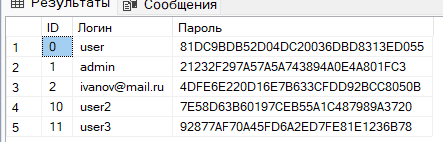 Результаты Сообщения
ID Логин Пароль
1 0 user 81DC9BDB52D04DC20036DBD8313ED055
2 1 admin 21232F297A57A5A743894A0E4A801FC3
3 2 ivanov@mail.ru 4DFE6E220D16E7B633CFDD92BCC8050B
4 10 user2 7E58D63B60197CEB55A1C487989A3720
5 11 user3 92877AF70A45FD6A2ED7FE81E1236B78